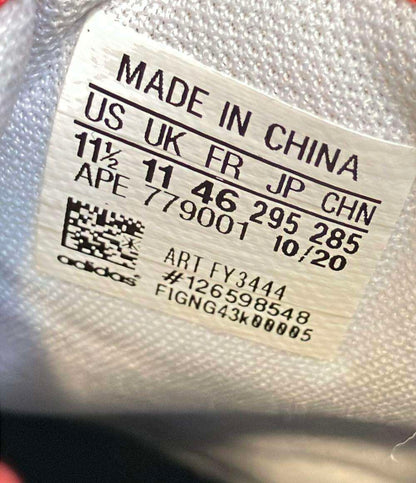 MADE IN CHINA
US UK FR JP CHN
11½ 11 46 295 285
APE 779001 10/20
ART FY3444
#126598548
F1GNG43K00005
adidas